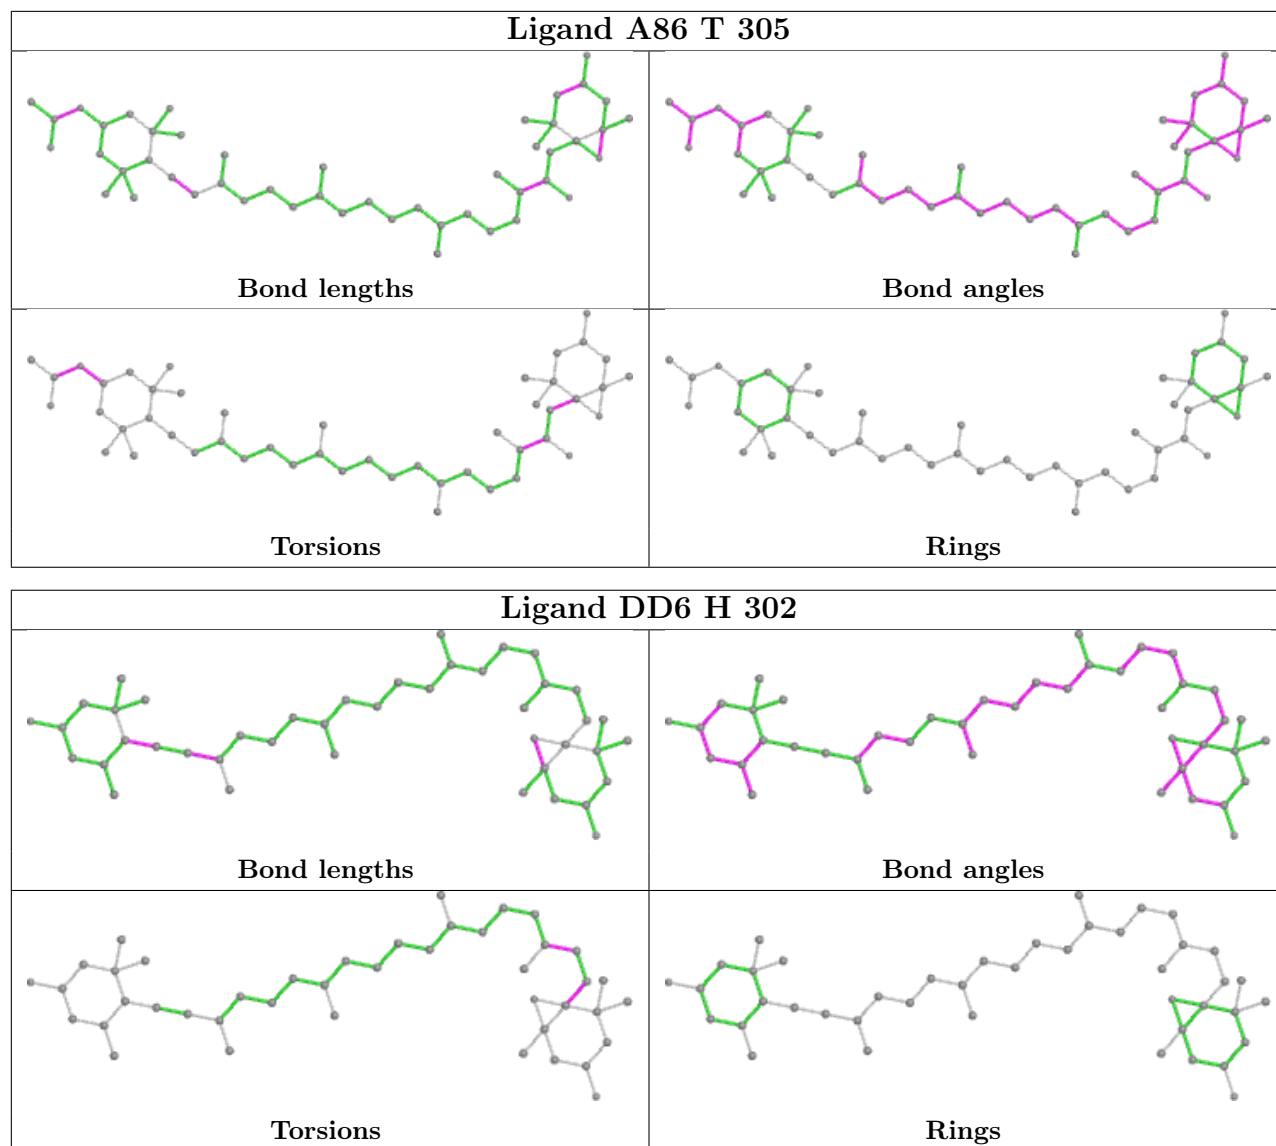 Ligand A86 T 305
Bond lengths
Bond angles
Torsions
Rings
Ligand DD6 H 302
Bond lengths
Bond angles
Torsions
Rings